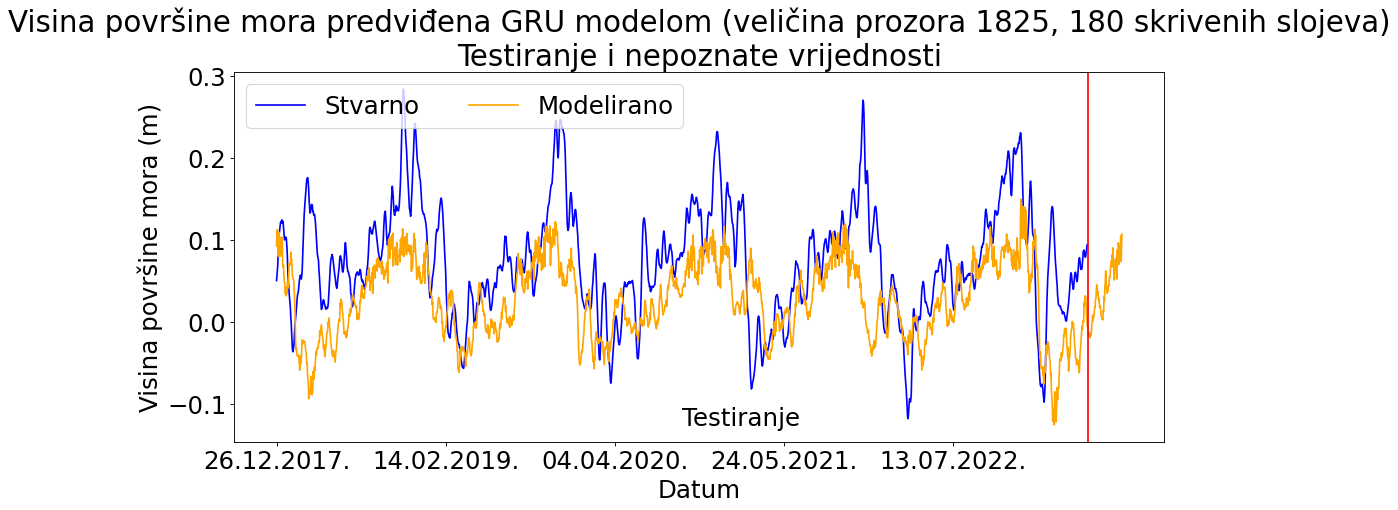 Visina površine mora predviđena GRU modelom (veličina prozora 1825, 180 skrivenih slojeva)
Testiranje i nepoznate vrijednosti
Stvarno Modelirano
Visina površine mora (m)
0.3
0.2
0.1
0.0
−0.1
Testiranje
26.12.2017. 14.02.2019. 04.04.2020. 24.05.2021. 13.07.2022.
Datum